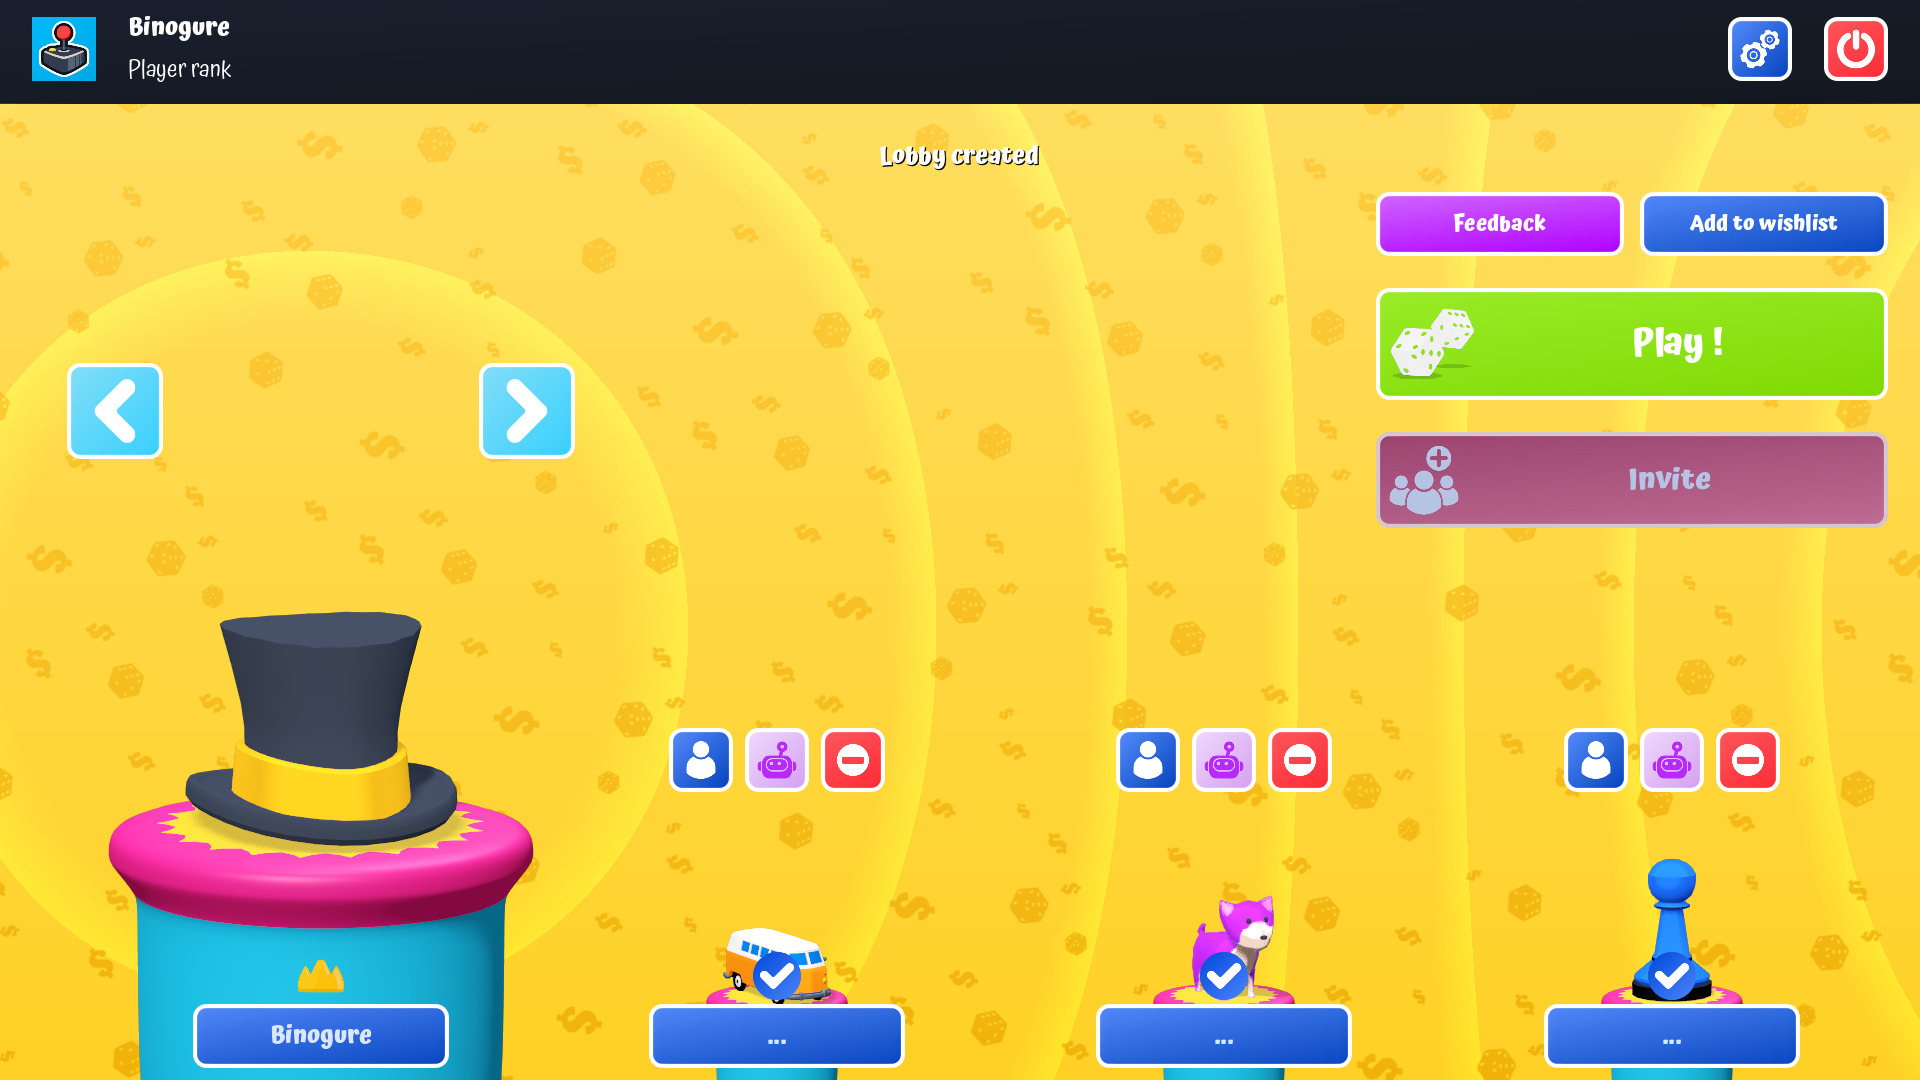 Binogure
Player rank
Lobby created
Feedback
Add to wishlist
Play !
Invite
Binogure
...
...
...